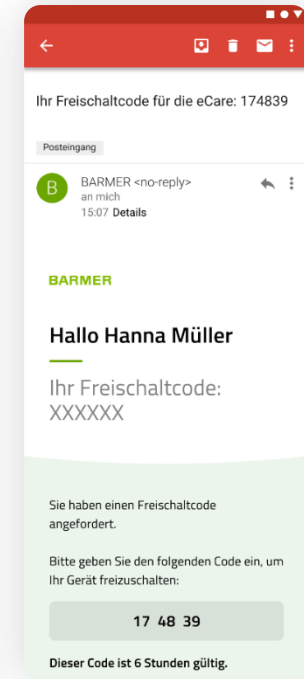 Ihr Freischaltcode für die eCare: 174839
Posteingang
B
BARMER <no-reply>
an mich
15:07 Details
BARMER
Hallo Hanna Müller
Ihr Freischaltcode:
XXXXXX
Sie haben einen Freischaltcode
angefordert.
Bitte geben Sie den folgenden Code ein, um
Ihr Gerät freizuschalten:
17 48 39
Dieser Code ist 6 Stunden gültig.